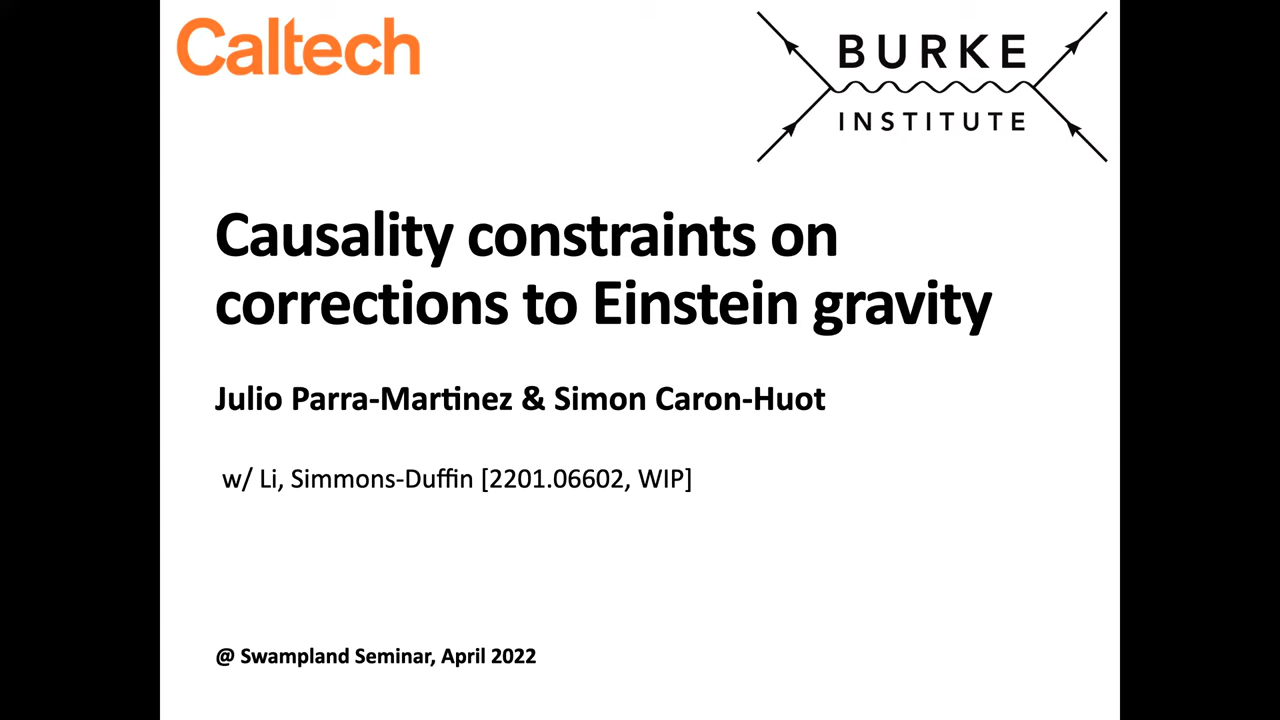 Caltech
BURKE
INSTITUTE
Causality constraints on
corrections to Einstein gravity
Julio Parra-Martinez & Simon Caron-Huot
w/ Li, Simmons-Duffin [2201.06602, WIP]
@ Swampland Seminar, April 2022